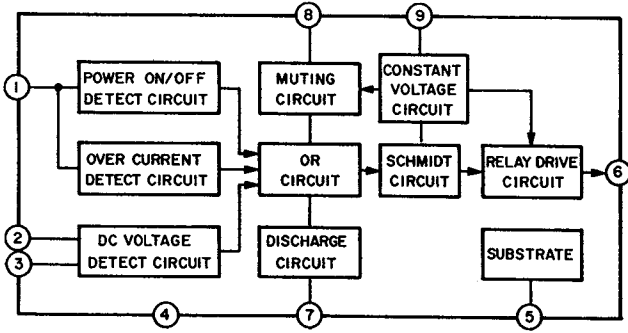 8
9
1
POWER ON/OFF
DETECT CIRCUIT
MUTING
CIRCUIT
CONSTANT
VOLTAGE
CIRCUIT
OVER CURRENT
DETECT CIRCUIT
OR
CIRCUIT
SCHMIDT
CIRCUIT
RELAY DRIVE
CIRCUIT
6
2
3
DC VOLTAGE
DETECT CIRCUIT
DISCHARGE
CIRCUIT
SUBSTRATE
4
7
5